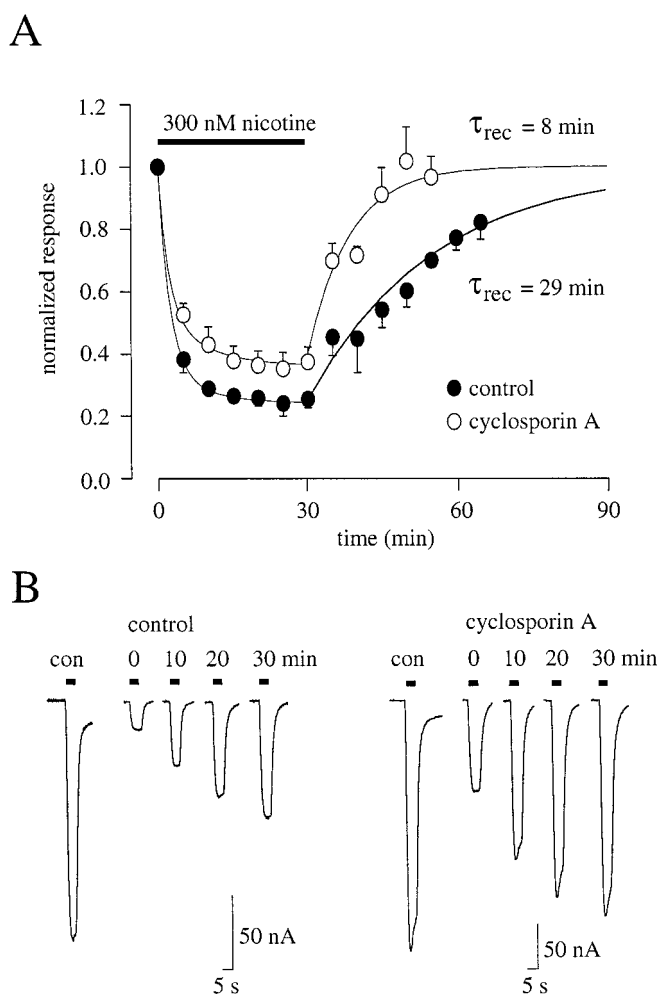 A
normalized response
1.2
1.0
0.8
0.6
0.4
0.2
0.0
300 nM nicotine
τrec = 8 min
τrec = 29 min
control
cyclosporin A
0 30 60 90
time (min)
B
control
con 0 10 20 30 min
50 nA
5 s
cyclosporin A
con 0 10 20 30 min
50 nA
5 s